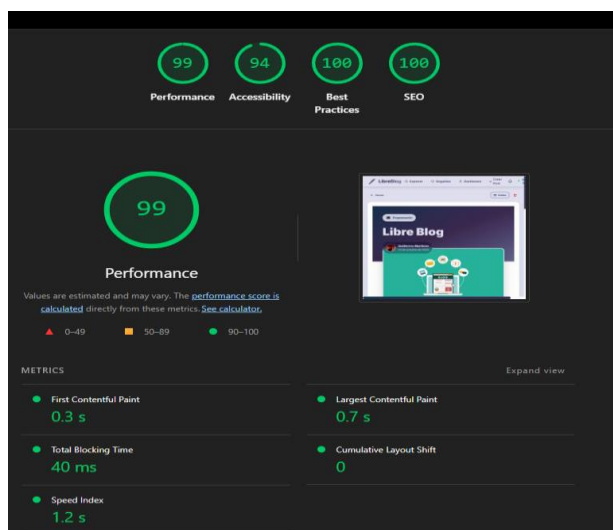 99
94
100
100
Performance
Accessibility
Best
Practices
SEO
99
Performance
Values are estimated and may vary. The performance score is
calculated directly from these metrics. See calculator.
0–49
50–89
90–100
LibreBlog
Libre Blog
METRICS
Expand view
First Contentful Paint
0.3 s
Largest Contentful Paint
0.7 s
Total Blocking Time
40 ms
Cumulative Layout Shift
0
Speed Index
1.2 s